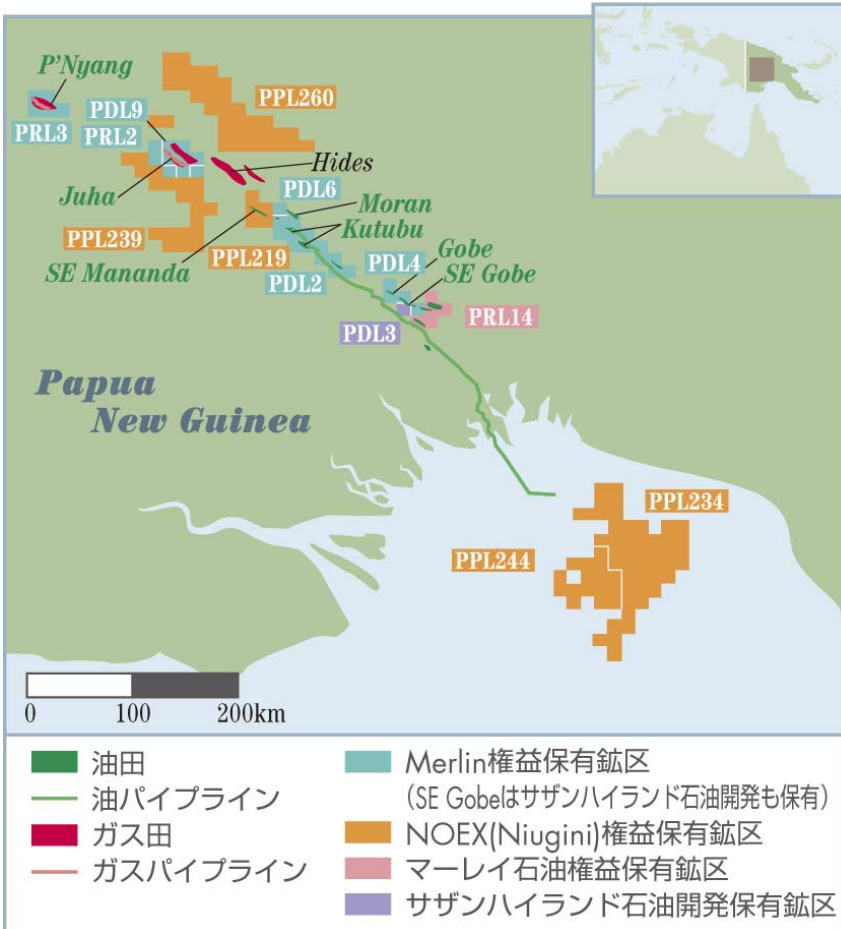 P'Nyang
PPL260
PDL9
PRL3
PRL2
Hides
PDL6
Juha
Moran
Kutubu
PPL239
PPL219
Gobe
SE Mananda
PDL4
SE Gobe
PDL2
PRL14
PDL3
Papua
New Guinea
PPL234
PPL244
0 100 200km
油田
油パイプライン
ガス田
ガスパイプライン
Merlin権益保有鉱区
（SE Gobeはサザンハイランド石油開発も保有）
NOEX(Niugini)権益保有鉱区
マーレイ石油権益保有鉱区
サザンハイランド石油開発保有鉱区